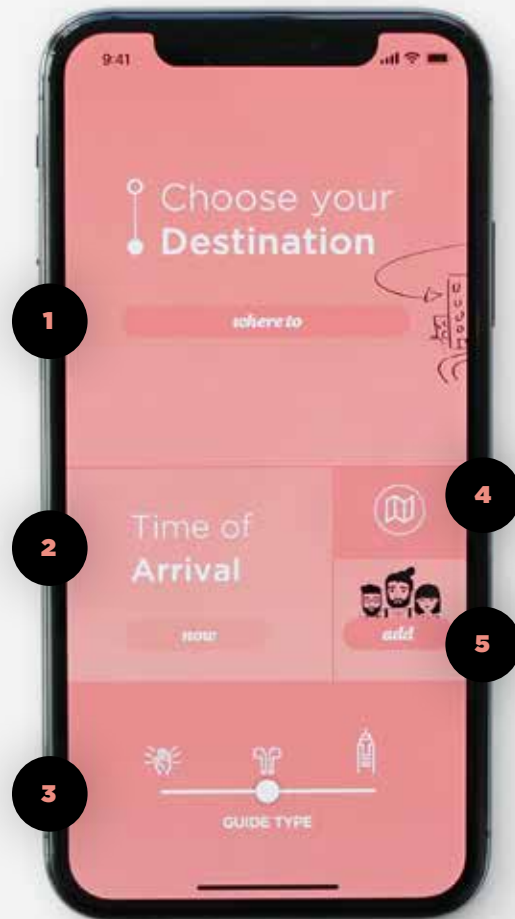 9:41
Choose your
Destination
1
where to
4
2
Time of
Arrival
now
add
5
3
GUIDE TYPE